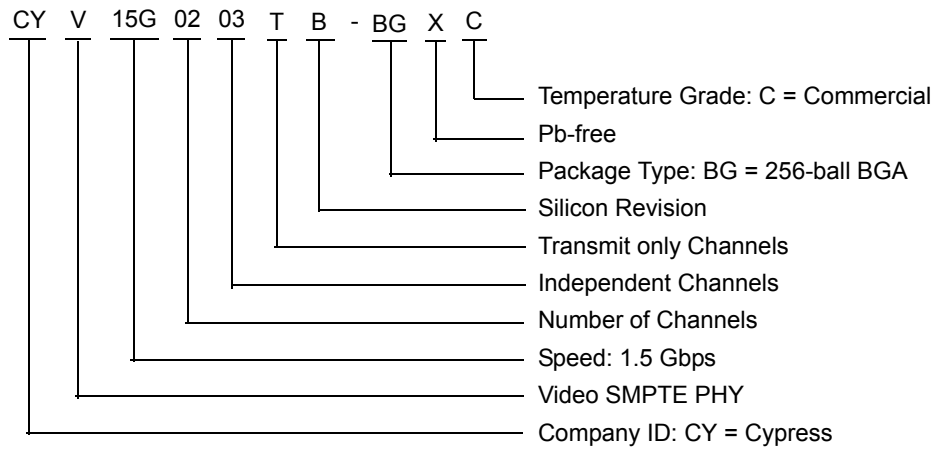 CY V 15G 02 03 T B - BG X C
Temperature Grade: C = Commercial
Pb-free
Package Type: BG = 256-ball BGA
Silicon Revision
Transmit only Channels
Independent Channels
Number of Channels
Speed: 1.5 Gbps
Video SMPTE PHY
Company ID: CY = Cypress